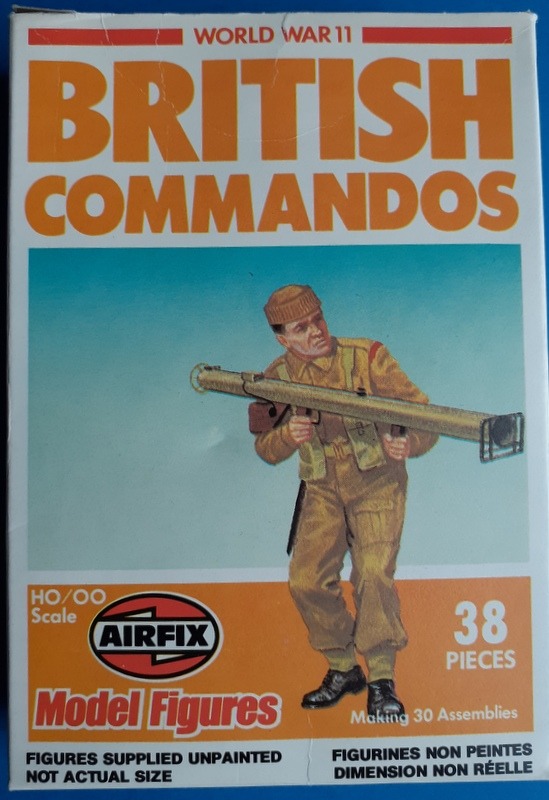 WORLD WAR 11
BRITISH
COMMANDOS
HO/OO
Scale
AIRFIX
Model Figures
38
PIECES
Making 30 Assemblies
FIGURES SUPPLIED UNPAINTED
NOT ACTUAL SIZE
FIGURINES NON PEINTES
DIMENSION NON RÉELLE